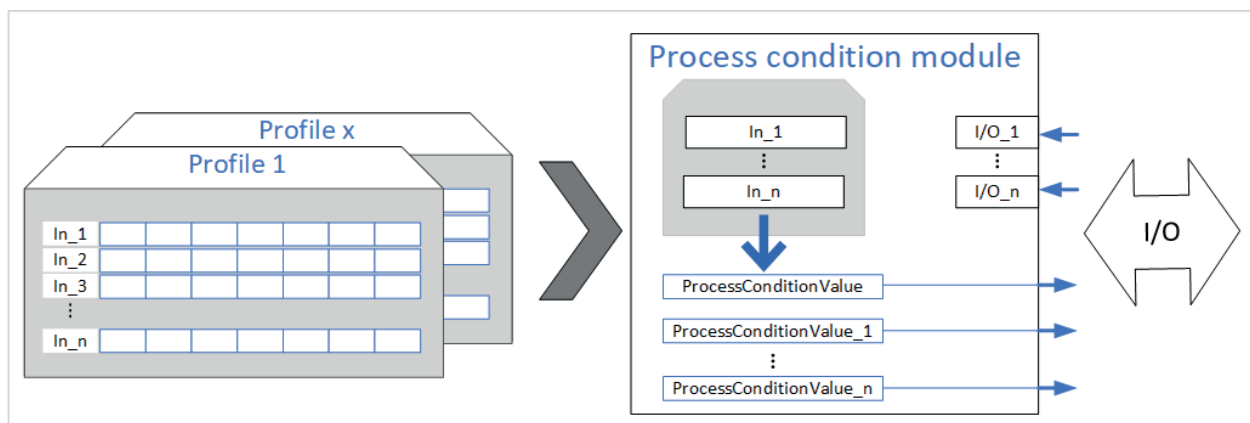 Process condition module
Profile x
Profile 1
In_1
In_2
In_3
⋮
In_n
In_1
⋮
In_n
I/O_1
⋮
I/O_n
ProcessConditionValue
ProcessConditionValue_1
⋮
ProcessConditionValue_n
I/O